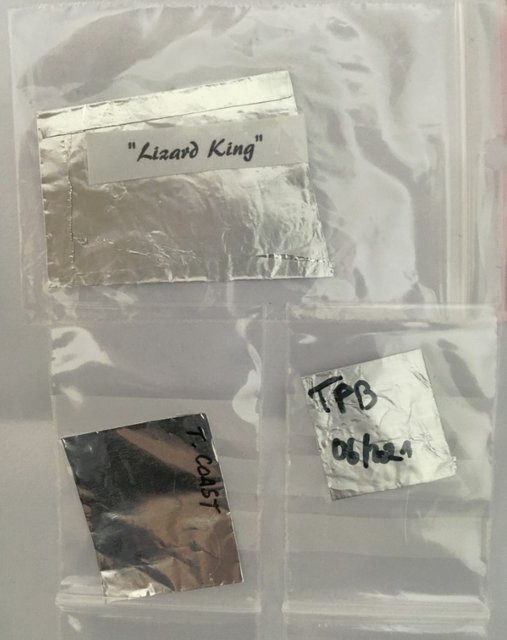 "Lizard King"
T. COAST
TPB
06/2021